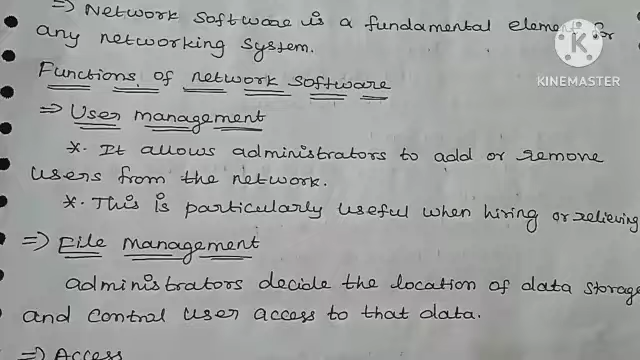 ⇒ Network Software is a fundamental element for
any networking system.
KINEMASTER
Functions of network software
⇒ User management
*. It allows administrators to add or remove
users from the network.
*. This is particularly useful when hiring or relieving
⇒ File Management
administrators decide the location of data storage
and control user access to that data.
⇒ Access